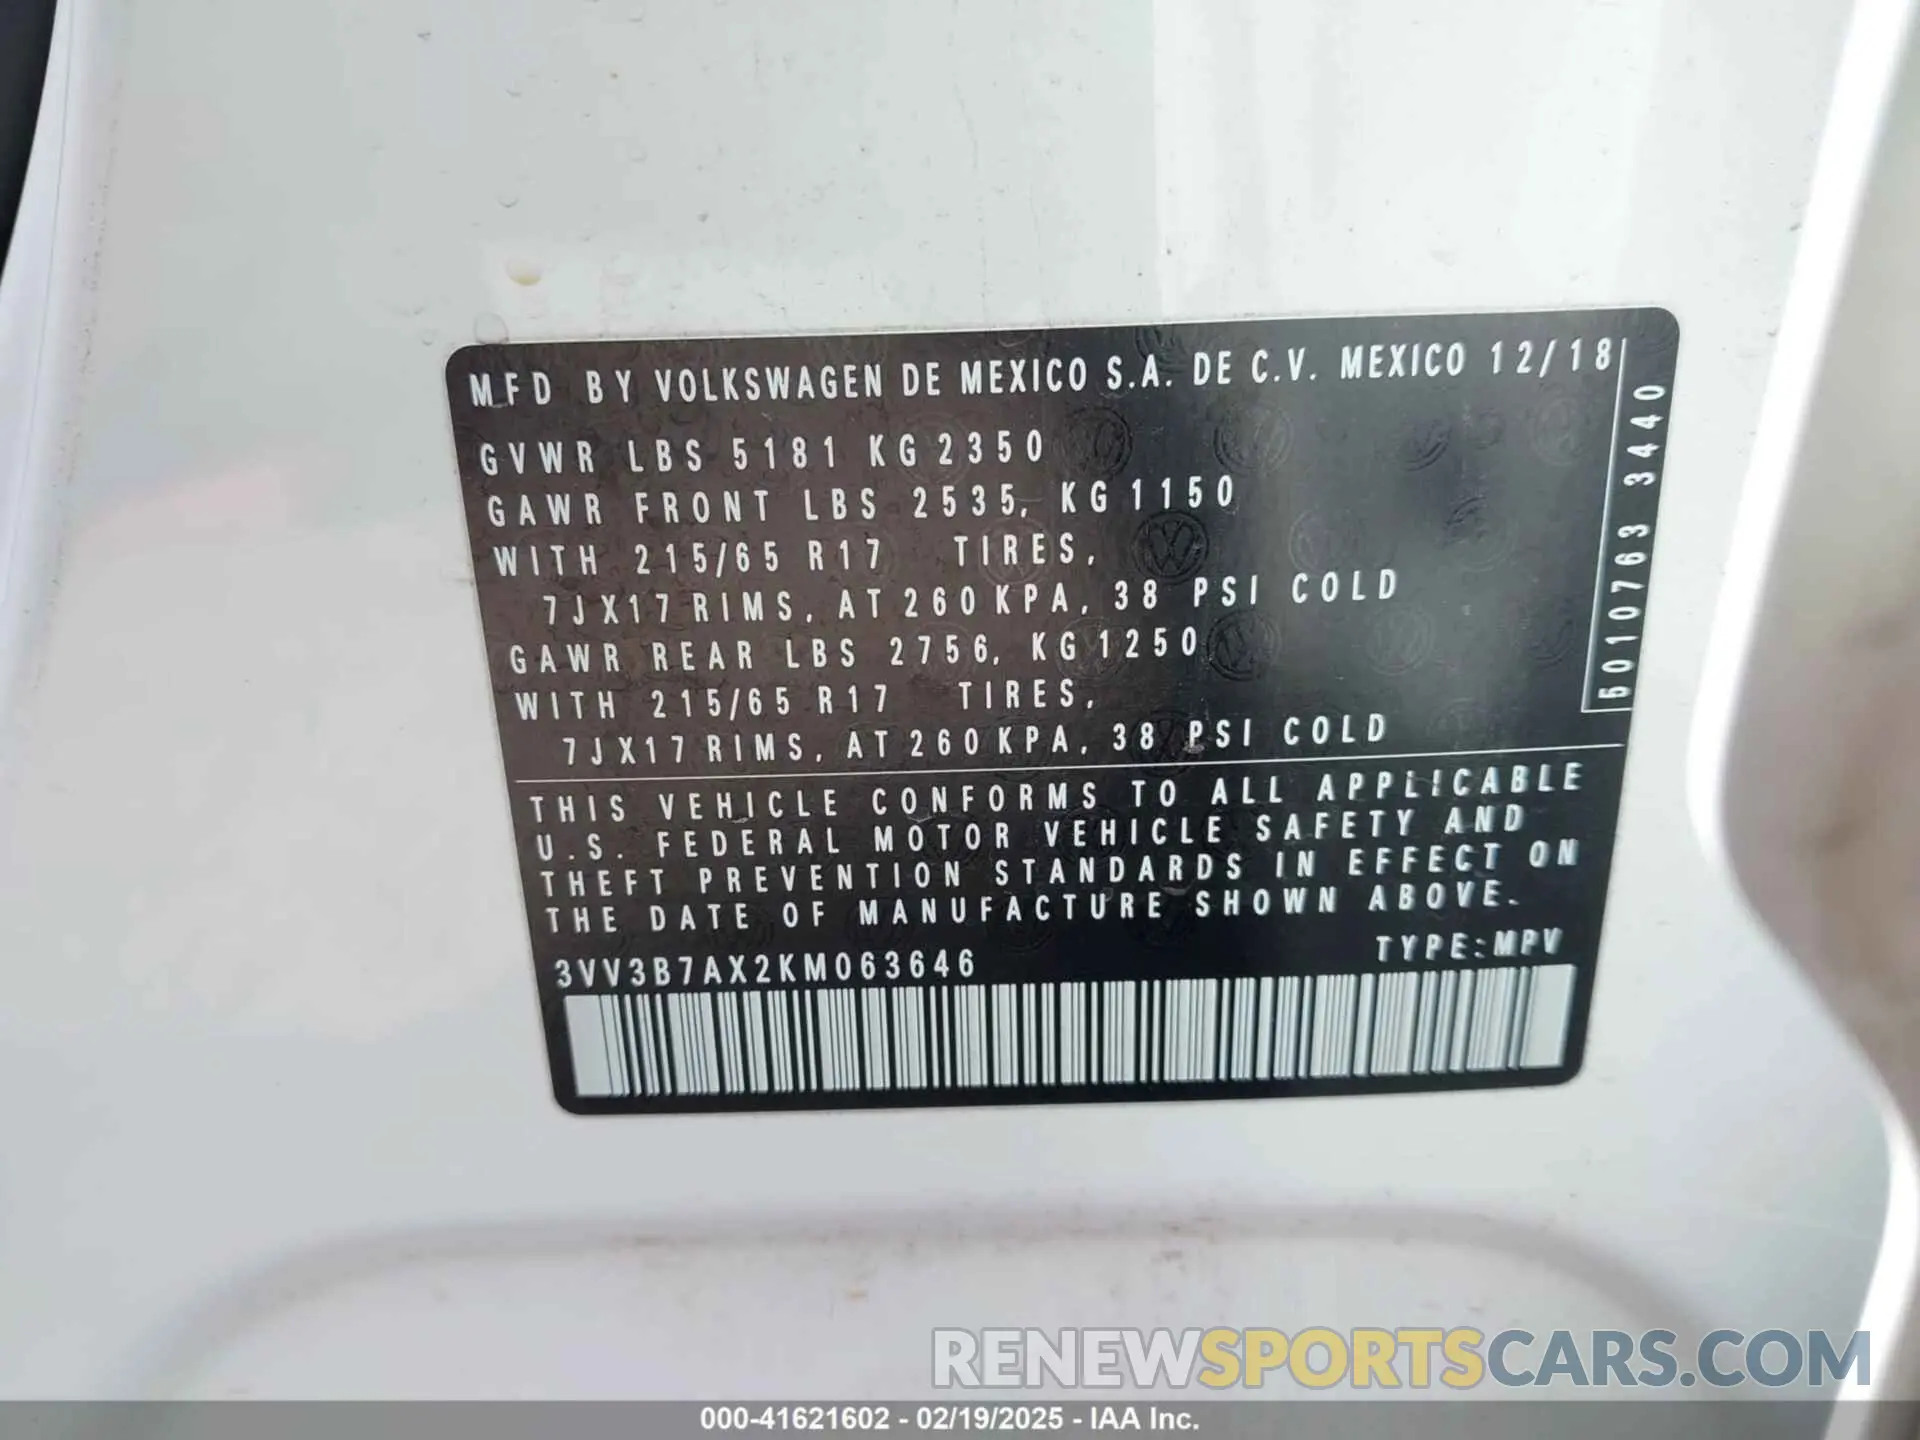 MFD BY VOLKSWAGEN DE MEXICO S.A. DE C.V. MEXICO 12/18
GVWR LBS 5181 KG 2350
GAWR FRONT LBS 2535, KG 1150
WITH 215/65 R17 TIRES,
7JX17 RIMS, AT 260 KPA, 38 PSI COLD
GAWR REAR LBS 2756, KG 1250
WITH 215/65 R17 TIRES,
7JX17 RIMS, AT 260 KPA, 38 PSI COLD
5010763 3440
THIS VEHICLE CONFORMS TO ALL APPLICABLE
U.S. FEDERAL MOTOR VEHICLE SAFETY AND
THEFT PREVENTION STANDARDS IN EFFECT ON
THE DATE OF MANUFACTURE SHOWN ABOVE.
3VV3B7AX2KM063646 TYPE:MPV
RENEWSPORTSCARS.COM
000-41621602 - 02/19/2025 - IAA Inc.